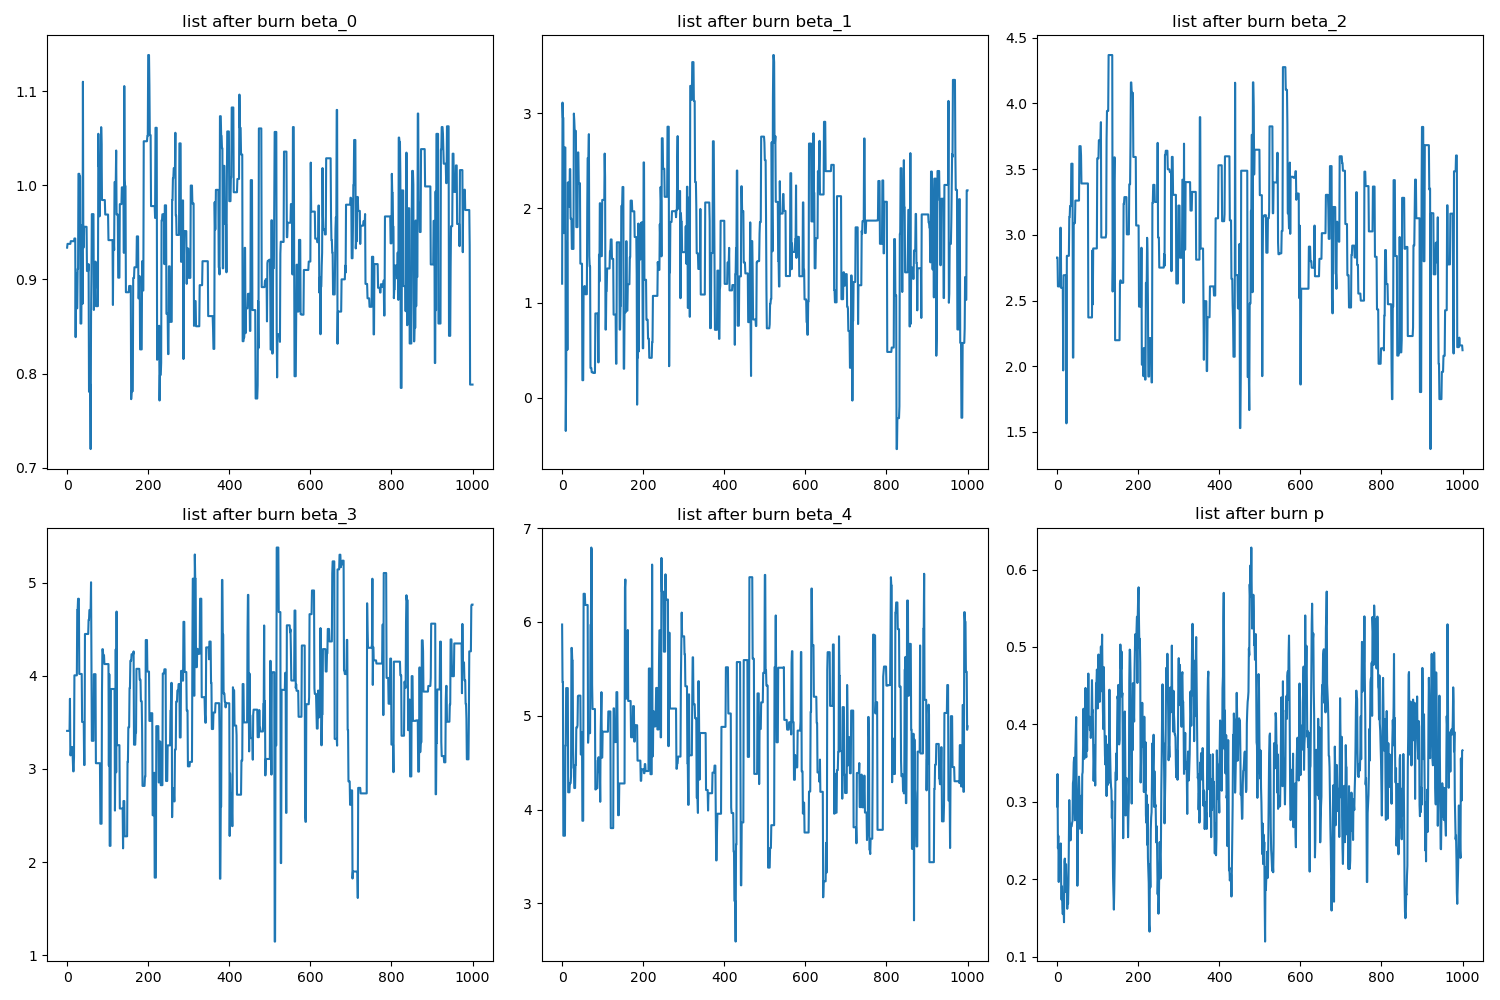 list after burn beta_0
1.1
1.0
0.9
0.8
0.7
0 200 400 600 800 1000
list after burn beta_1
3
2
1
0
0 200 400 600 800 1000
list after burn beta_2
4.5
4.0
3.5
3.0
2.5
2.0
1.5
0 200 400 600 800 1000
list after burn beta_3
5
4
3
2
1
0 200 400 600 800 1000
list after burn beta_4
7
6
5
4
3
0 200 400 600 800 1000
list after burn p
0.6
0.5
0.4
0.3
0.2
0.1
0 200 400 600 800 1000